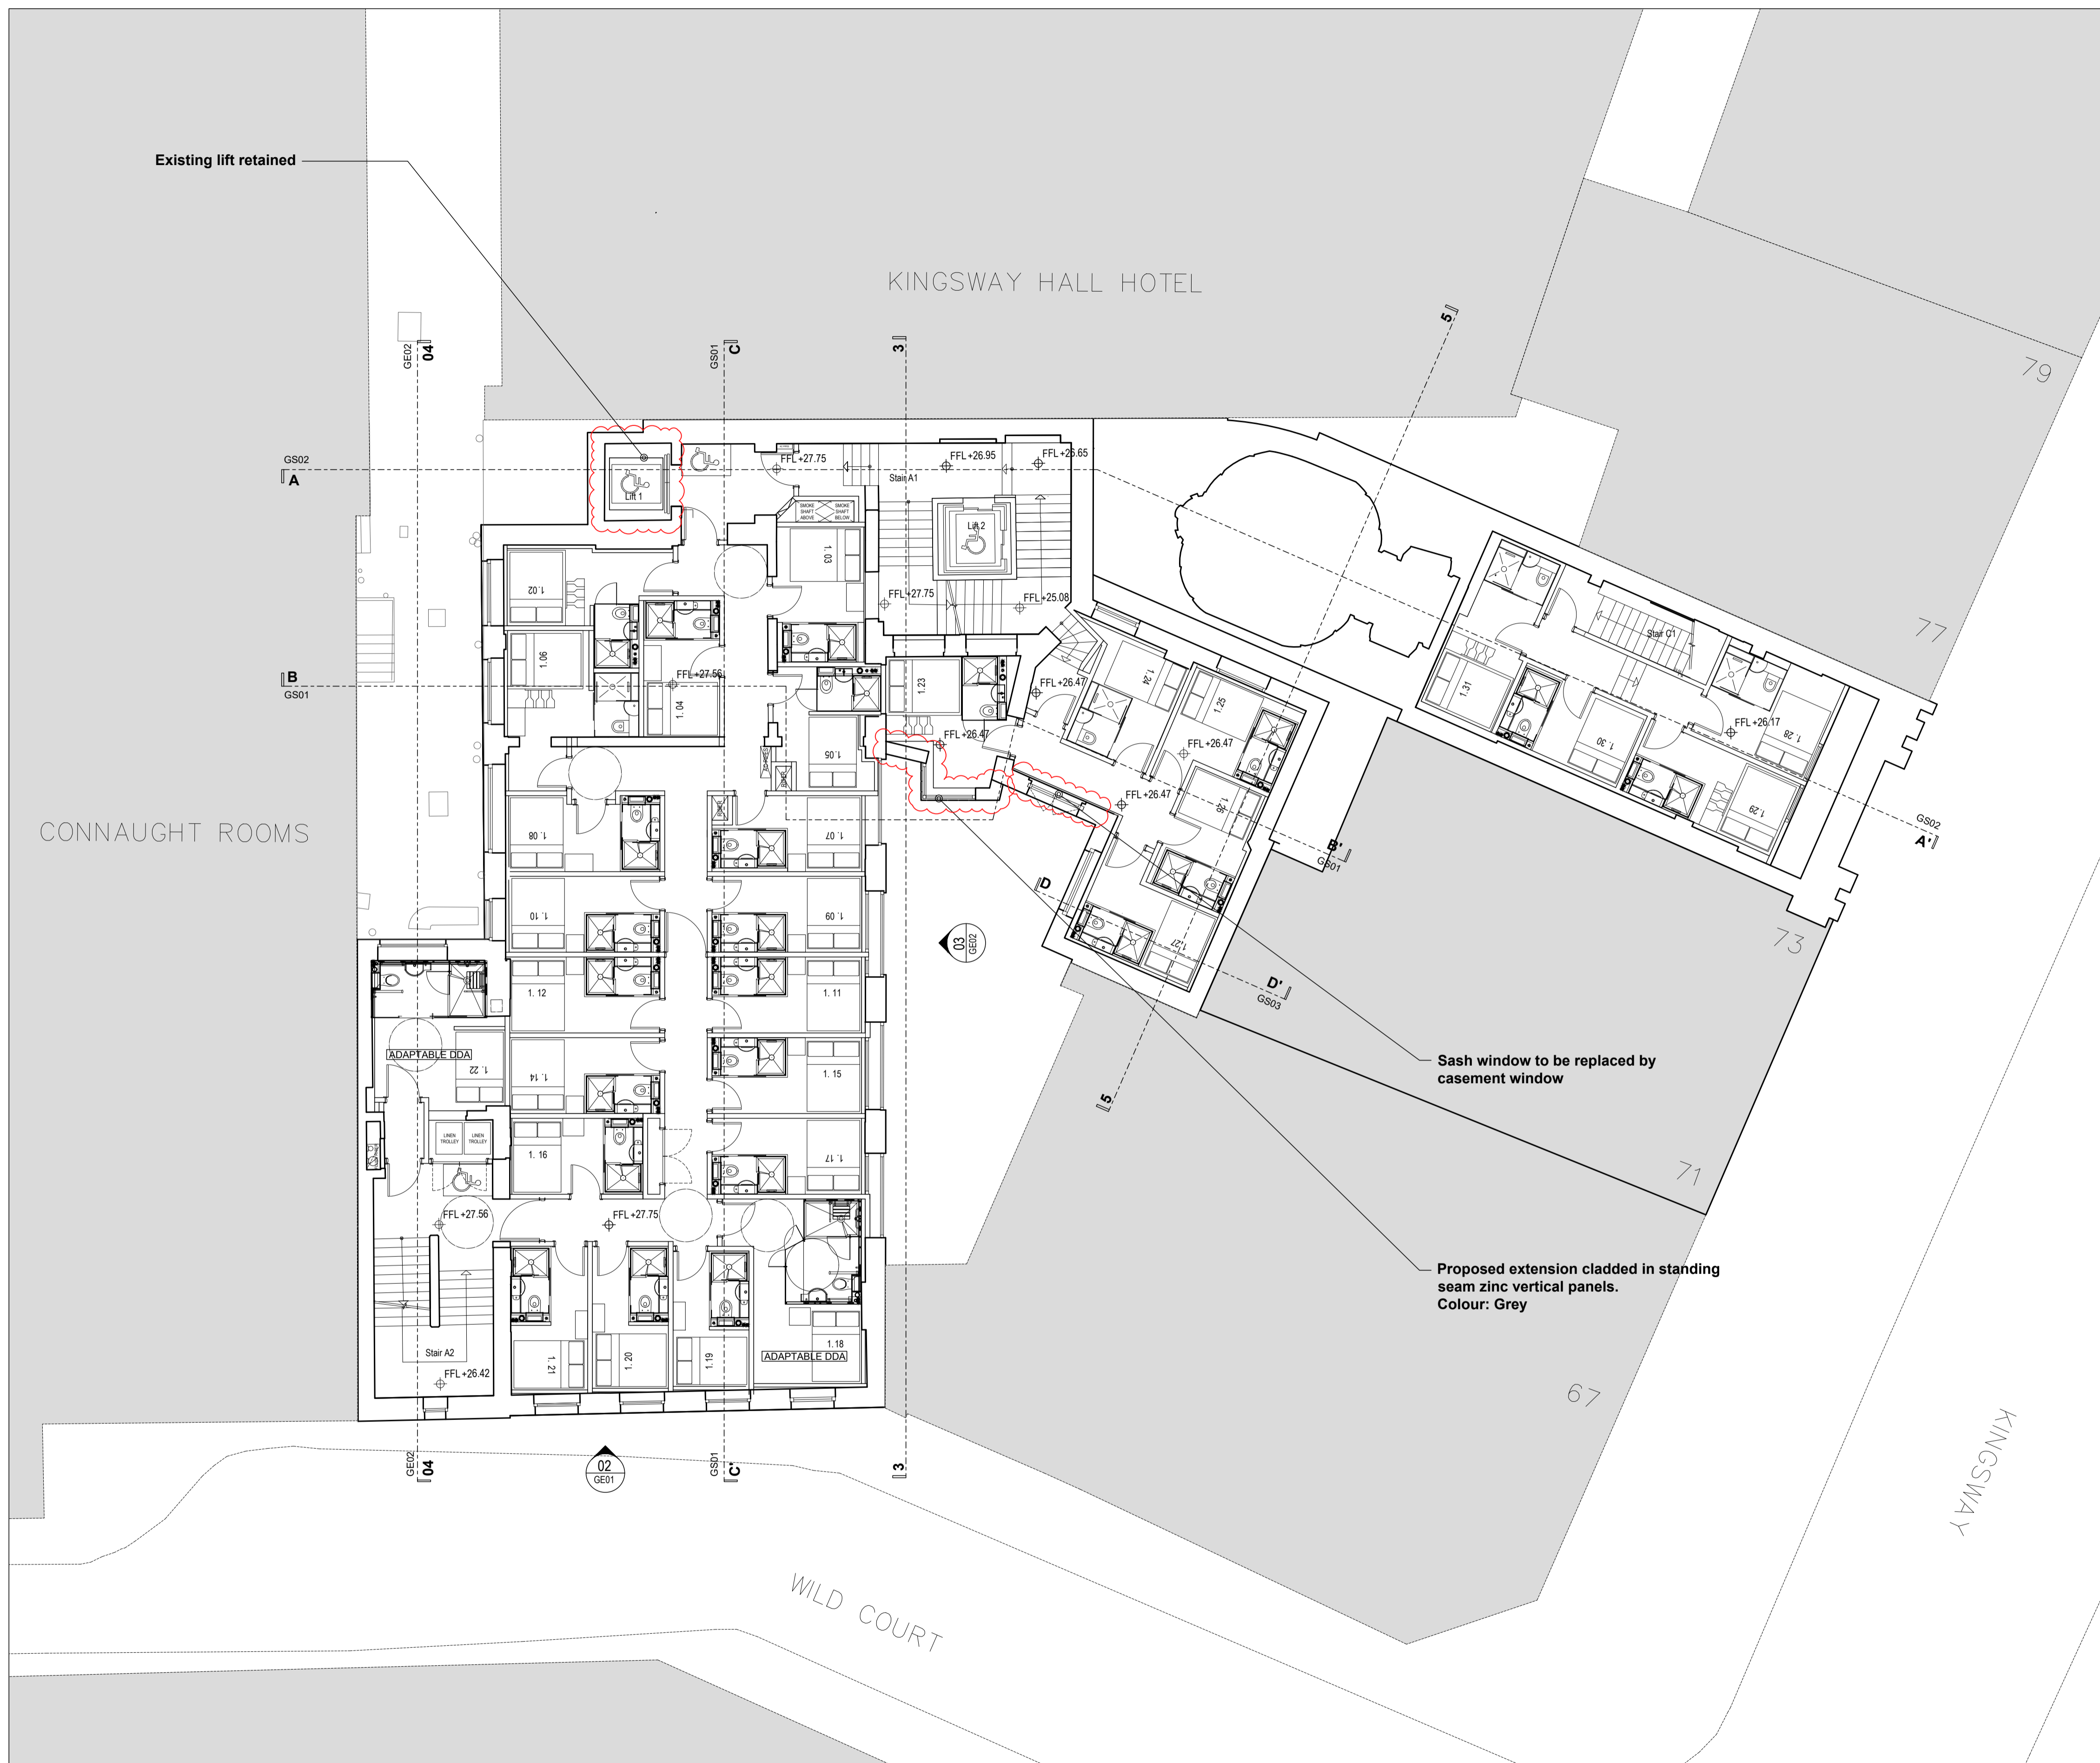 Existing lift retained
KINGSWAY HALL HOTEL
79
77
CONNAUGHT ROOMS
73
71
67
KINGSWAY
WILD COURT
GE02
04
GS01
C
3
5
GS02
A
B
GS01
Lift 1
FFL +27.75
FFL +26.95
FFL +26.65
Stair A1
SMOKE
SHAFT
ABOVE
SMOKE
SHAFT
BELOW
Lift 2
1. 03
1.02
FFL +27.75
FFL +25.08
1.06
FFL +27.56
1. 04
1.23
FFL +26.47
1.24
1.25
FFL +26.47
FFL +26.47
FFL +26.47
1.26
1.27
1.05
Stair C1
1.31
1. 30
FFL +26.17
1. 28
1.29
GS02
A'
B'
GS01
D
D'
GS03
5
1. 08
1. 07
1. 10
1. 09
03
GE02
1. 12
1. 11
ADAPTABLE DDA
1. 22
1. 14
1. 15
LINEN
TROLLEY
LINEN
TROLLEY
1. 16
1. 17
FFL +27.56
FFL +27.75
Stair A2
FFL +26.42
1. 21
1. 20
1.19
1.18
ADAPTABLE DDA
Sash window to be replaced by
casement window
Proposed extension cladded in standing
seam zinc vertical panels.
Colour: Grey
GE02
04
02
GE01
GS01
C'
3